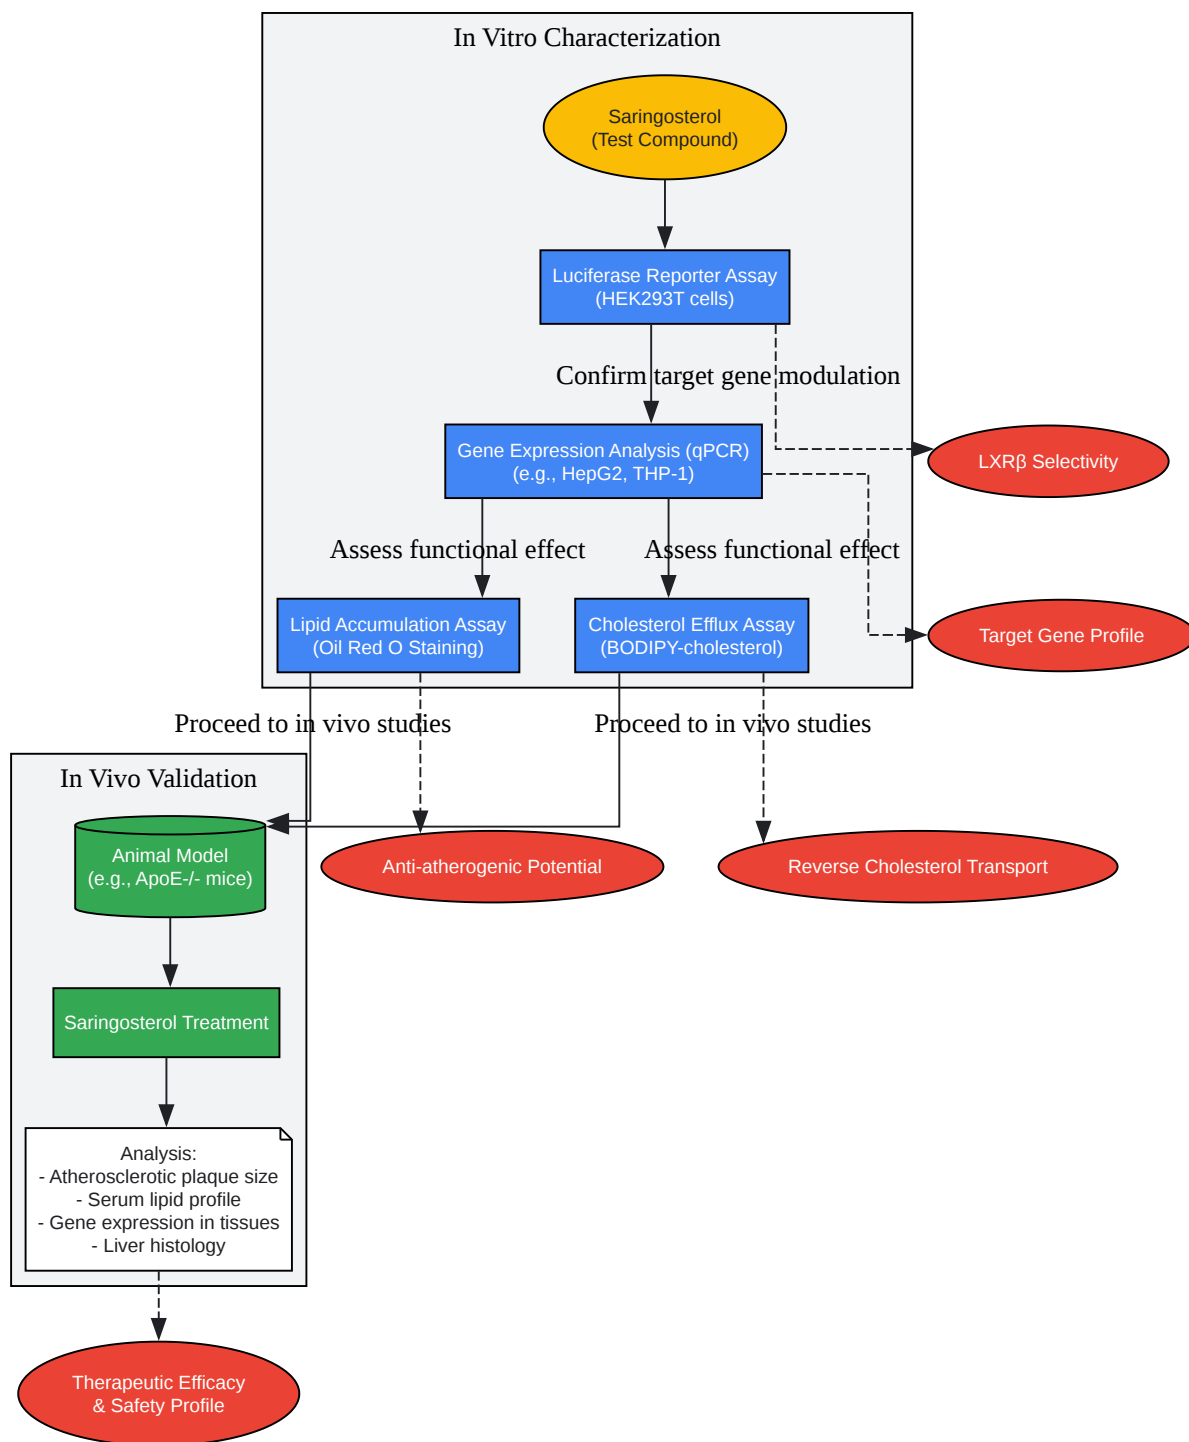 In Vitro Characterization
Saringosterol
(Test Compound)
Luciferase Reporter Assay
(HEK293T cells)
Confirm target gene modulation
Gene Expression Analysis (qPCR)
(e.g., HepG2, THP-1)
LXRβ Selectivity
Assess functional effect
Assess functional effect
Lipid Accumulation Assay
(Oil Red O Staining)
Cholesterol Efflux Assay
(BODIPY-cholesterol)
Target Gene Profile
Proceed to in vivo studies
Proceed to in vivo studies
In Vivo Validation
Animal Model
(e.g., ApoE-/- mice)
Anti-atherogenic Potential
Reverse Cholesterol Transport
Saringosterol Treatment
Analysis:
- Atherosclerotic plaque size
- Serum lipid profile
- Gene expression in tissues
- Liver histology
Therapeutic Efficacy
& Safety Profile